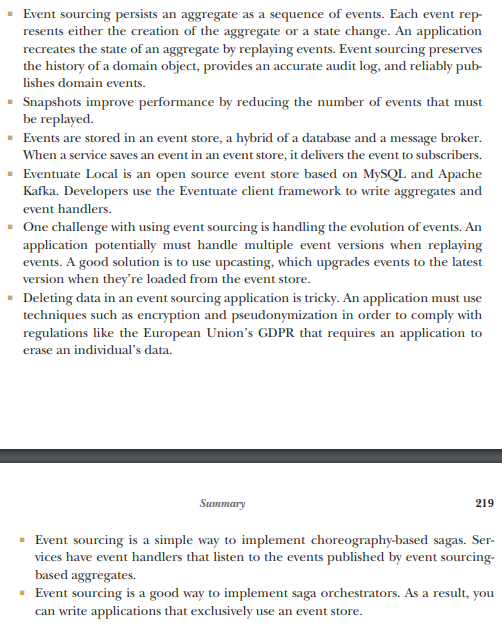 ▪ Event sourcing persists an aggregate as a sequence of events. Each event rep-
resents either the creation of the aggregate or a state change. An application
recreates the state of an aggregate by replaying events. Event sourcing preserves
the history of a domain object, provides an accurate audit log, and reliably pub-
lishes domain events.
▪ Snapshots improve performance by reducing the number of events that must
be replayed.
▪ Events are stored in an event store, a hybrid of a database and a message broker.
When a service saves an event in an event store, it delivers the event to subscribers.
▪ Eventuate Local is an open source event store based on MySQL and Apache
Kafka. Developers use the Eventuate client framework to write aggregates and
event handlers.
▪ One challenge with using event sourcing is handling the evolution of events. An
application potentially must handle multiple event versions when replaying
events. A good solution is to use upcasting, which upgrades events to the latest
version when they're loaded from the event store.
▪ Deleting data in an event sourcing application is tricky. An application must use
techniques such as encryption and pseudonymization in order to comply with
regulations like the European Union's GDPR that requires an application to
erase an individual's data.
Summary 219
▪ Event sourcing is a simple way to implement choreography-based sagas. Ser-
vices have event handlers that listen to the events published by event sourcing-
based aggregates.
▪ Event sourcing is a good way to implement saga orchestrators. As a result, you
can write applications that exclusively use an event store.